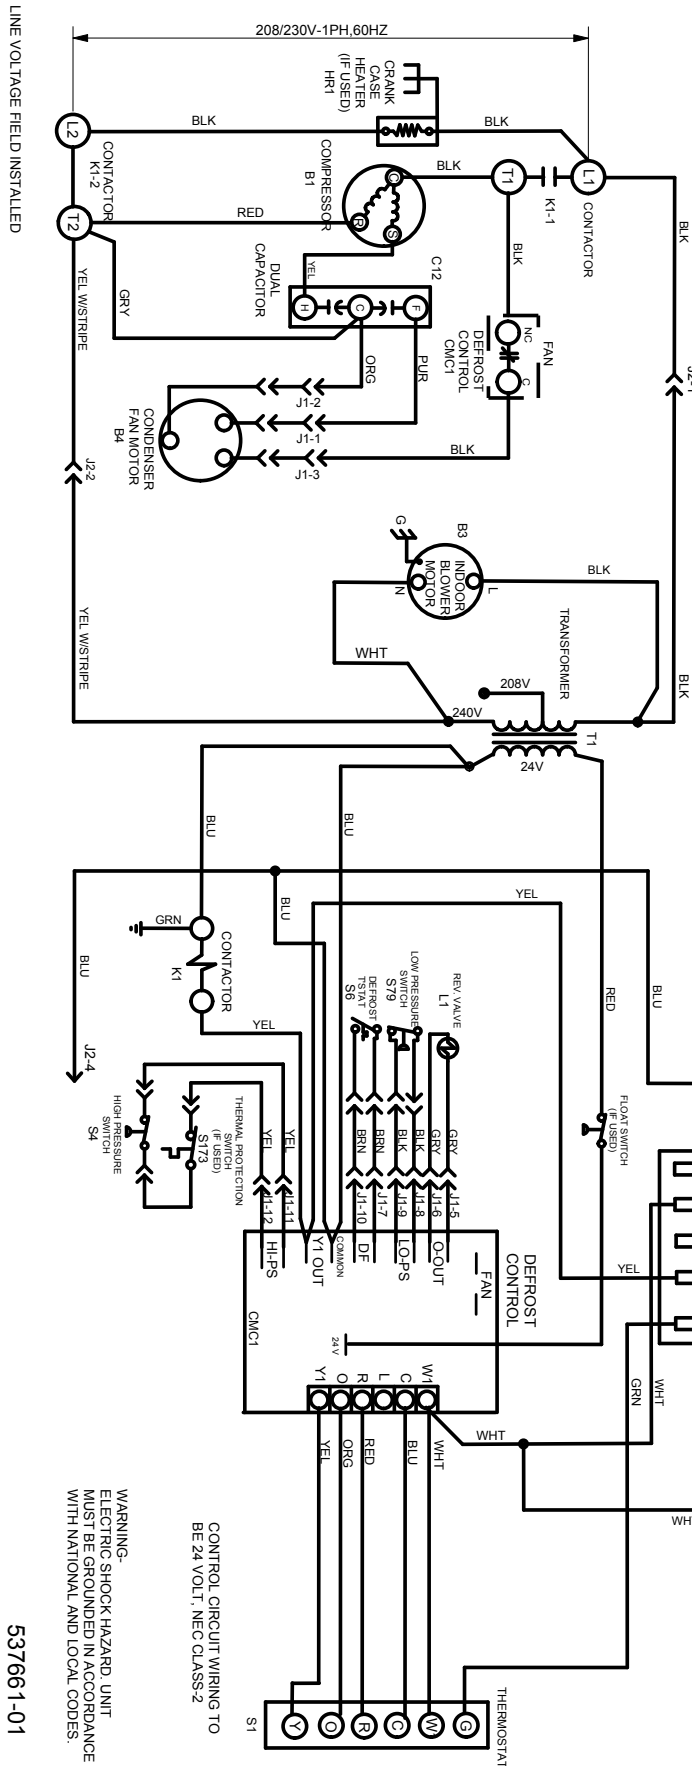 LINE VOLTAGE FIELD INSTALLED
208/230V-1PH,60HZ
CRANK
CASE
HEATER
(IF USED)
HR1
L2
BLK
BLK
CONTACTOR
K1-2
COMPRESSOR
B1
C
R
S
BLK
T1
K1-1
L1
CONTACTOR
BLK
T2
RED
GRY
YEL W/STRIPE
YEL
DUAL
CAPACITOR
C12
H
C
F
BLK
FAN
NC
C
DEFROST
CONTROL
CMC1
ORG
PUR
J1-2
J1-1
J1-3
BLK
CONDENSER
FAN MOTOR
B4
J2-1
J2-2
YEL W/STRIPE
G
B3
INDOOR
BLOWER
MOTOR
N
L
BLK
WHT
TRANSFORMER
208V
240V
T1
24V
BLK
BLU
BLU
BLU
YEL
BLU
RED
BLU
GRN
CONTACTOR
K1
YEL
J2-4
REV. VALVE
L1
LOW PRESSURE
SWITCH
S79
DEFROST
T'STAT
S6
HIGH PRESSURE
SWITCH
S4
THERMAL PROTECTION
SWITCH
(IF USED)
S173
FLOAT SWITCH
(IF USED)
YEL
YEL
BRN
BRN
BLK
BLK
GRY
GRY
J1-12
J1-11
J1-10
J1-7
J1-9
J1-8
J1-6
J1-5
HI-PS
Y1 OUT
COMMON
DF
LO-PS
O-OUT
FAN
DEFROST
CONTROL
CMC1
24 V
Y1
O
R
L
C
W1
YEL
ORG
RED
BLU
WHT
WHT
YEL
GRN
WHT
CONTROL CIRCUIT WIRING TO
BE 24 VOLT, NEC CLASS-2
WARNING-
ELECTRIC SHOCK HAZARD. UNIT
MUST BE GROUNDED IN ACCORDANCE
WITH NATIONAL AND LOCAL CODES.
THERMOSTAT
S1
Y
O
R
C
W
G
537661-01